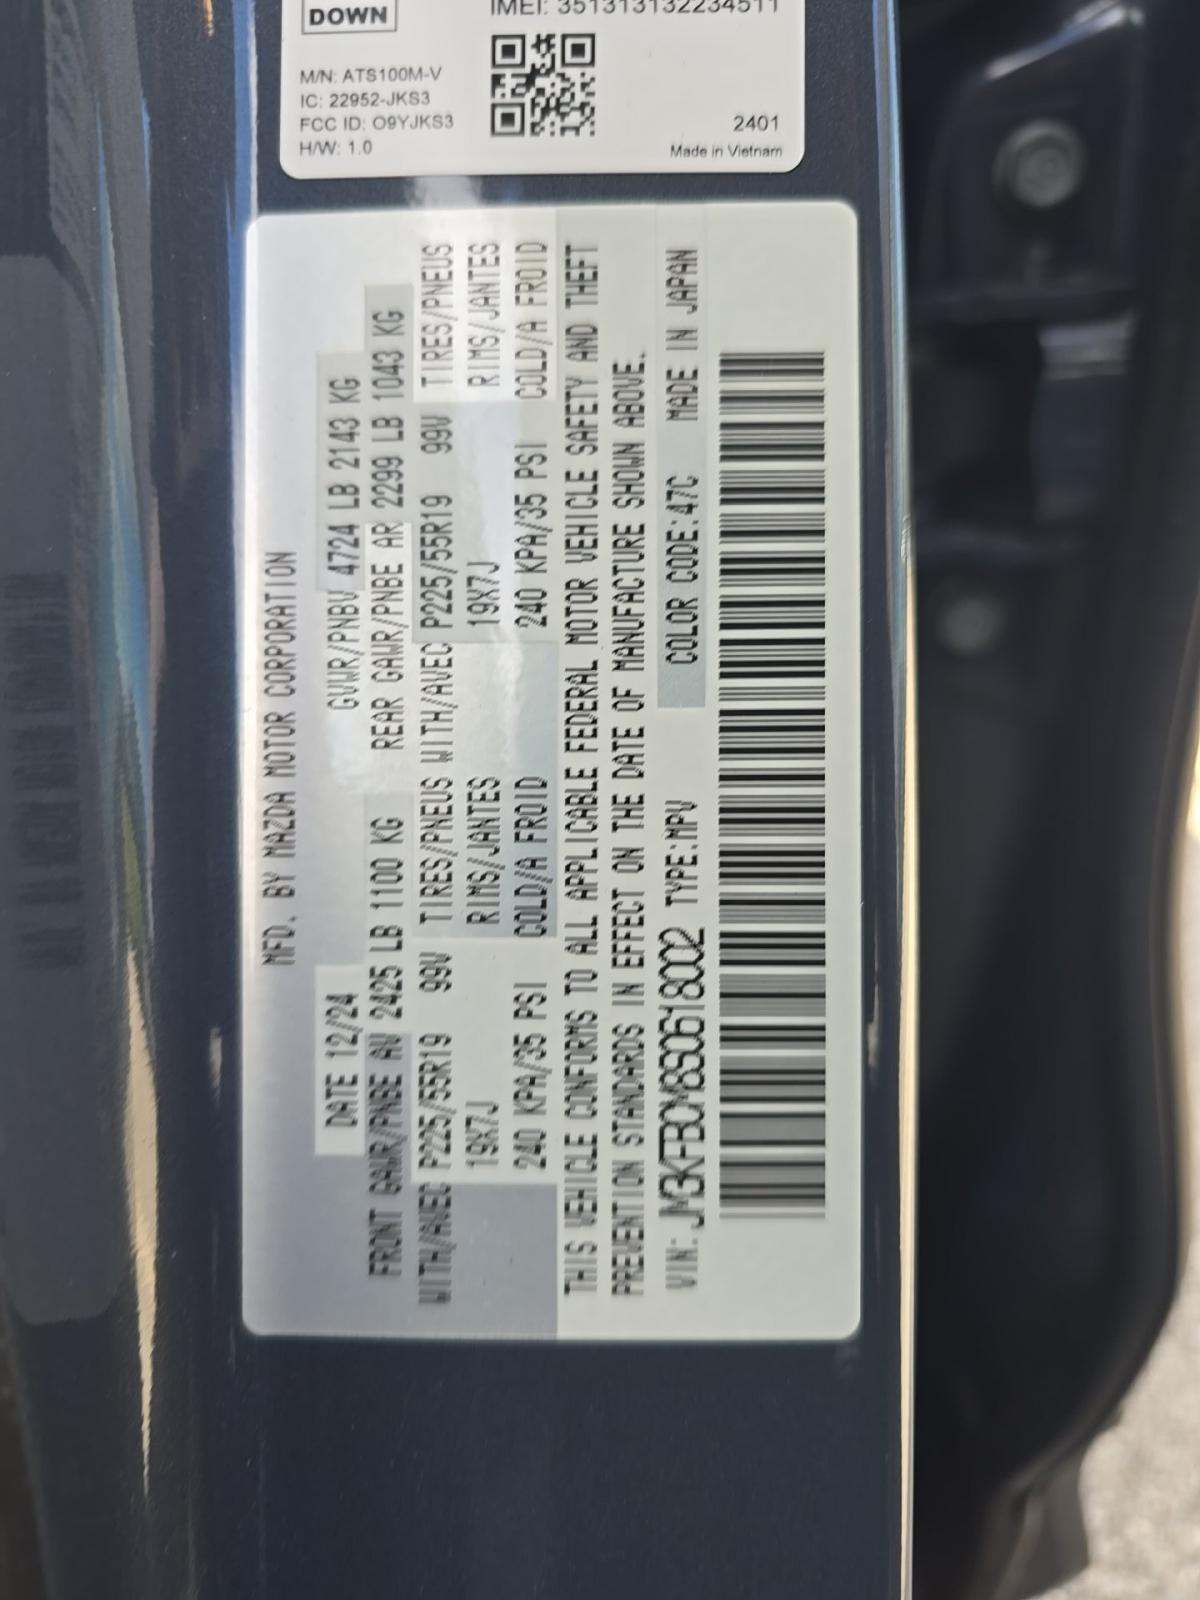 DOWN
IMEI: 351313132234511
M/N: ATS100M-V
IC: 22952-JKS3
FCC ID: O9YJKS3
H/W: 1.0
2401
Made in Vietnam
MFD. BY MAZDA MOTOR CORPORATION
DATE 12/24 GVWR/PNBV 4724 LB 2143 KG
FRONT GAWR/PNBE AV 2425 LB 1100 KG REAR GAWR/PNBE AR 2299 LB 1043 KG
WITH/AVEC P225/55R19 99V TIRES/PNEUS WITH/AVEC P225/55R19 99V TIRES/PNEUS
19X7J RIMS/JANTES 19X7J RIMS/JANTES
240 KPA/35 PSI COLD/A FROID 240 KPA/35 PSI COLD/A FROID
THIS VEHICLE CONFORMS TO ALL APPLICABLE FEDERAL MOTOR VEHICLE SAFETY AND THEFT
PREVENTION STANDARDS IN EFFECT ON THE DATE OF MANUFACTURE SHOWN ABOVE.
VIN: JM3KFBCM8S0618002 TYPE:MPV COLOR CODE:47C MADE IN JAPAN